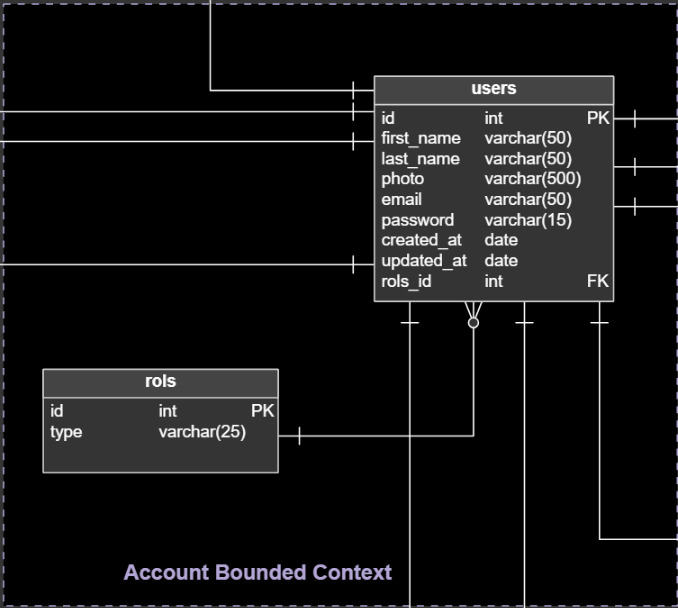 users
id int PK
first_name varchar(50)
last_name varchar(50)
photo varchar(500)
email varchar(50)
password varchar(15)
created_at date
updated_at date
rols_id int FK
rols
id int PK
type varchar(25)
Account Bounded Context